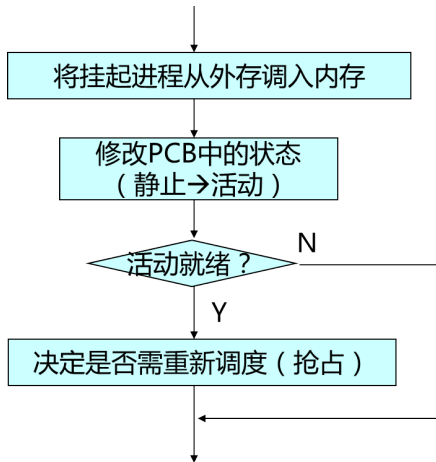 将挂起进程从外存调入内存
修改PCB中的状态
（静止→活动）
活动就绪？
N
Y
决定是否需重新调度（抢占）